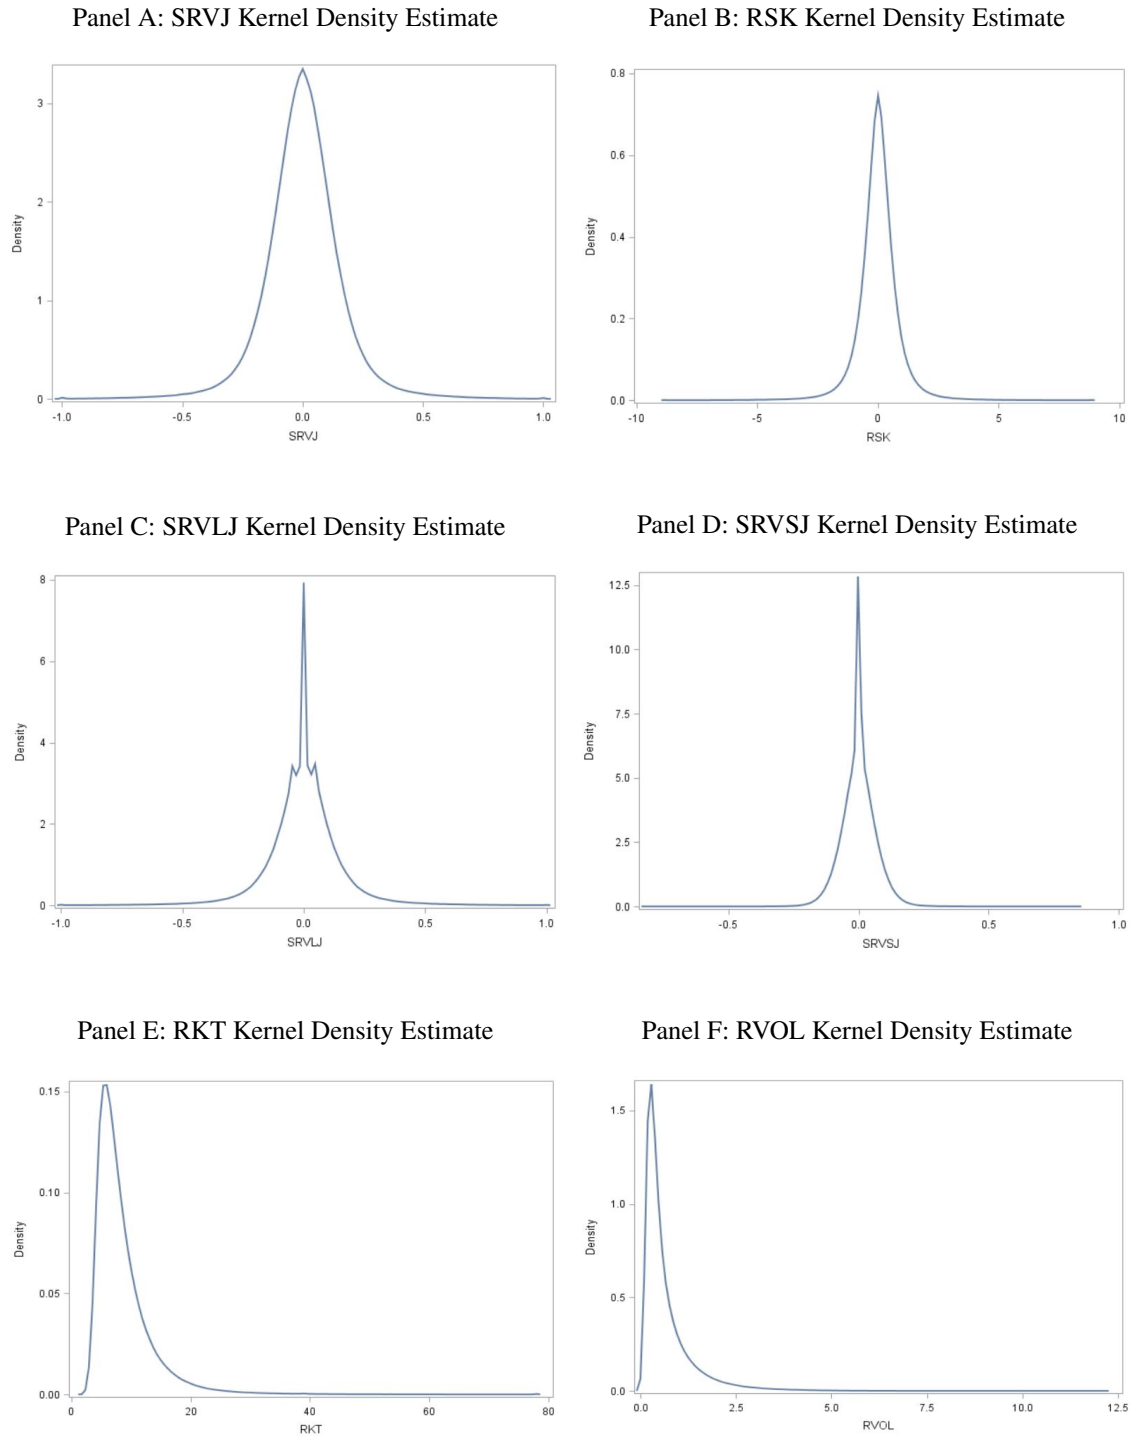 Panel A: SRVJ Kernel Density Estimate
3
2
1
0
Density
-1.0 -0.5 0.0 0.5 1.0
SRVJ
Panel B: RSK Kernel Density Estimate
0.8
0.6
0.4
0.2
0.0
Density
-10 -5 0 5 10
RSK
Panel C: SRVLJ Kernel Density Estimate
8
6
4
2
0
Density
-1.0 -0.5 0.0 0.5 1.0
SRVLJ
Panel D: SRVSJ Kernel Density Estimate
12.5
10.0
7.5
5.0
2.5
0.0
Density
-0.5 0.0 0.5 1.0
SRVSJ
Panel E: RKT Kernel Density Estimate
0.15
0.10
0.05
0.00
Density
0 20 40 60 80
RKT
Panel F: RVOL Kernel Density Estimate
1.5
1.0
0.5
0.0
Density
0.0 2.5 5.0 7.5 10.0 12.5
RVOL